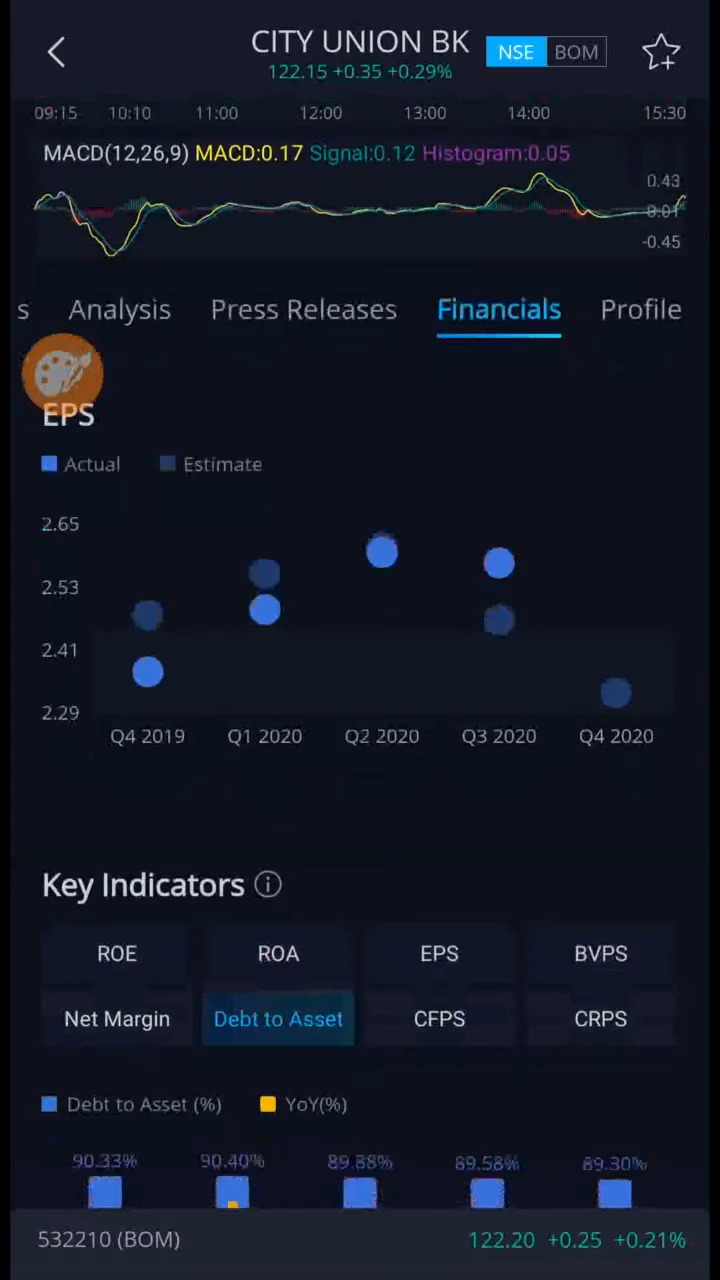 CITY UNION BK NSE BOM
122.15 +0.35 +0.29%
09:15 10:10 11:00 12:00 13:00 14:00 15:30
MACD(12,26,9) MACD:0.17 Signal:0.12 Histogram:0.05
0.43
0.01
-0.45
s Analysis Press Releases Financials Profile
EPS
Actual Estimate
2.65
2.53
2.41
2.29
Q4 2019 Q1 2020 Q2 2020 Q3 2020 Q4 2020
Key Indicators
ROE ROA EPS BVPS
Net Margin Debt to Asset CFPS CRPS
Debt to Asset (%) YoY(%)
90.33% 90.40% 89.88% 89.58% 89.30%
532210 (BOM) 122.20 +0.25 +0.21%